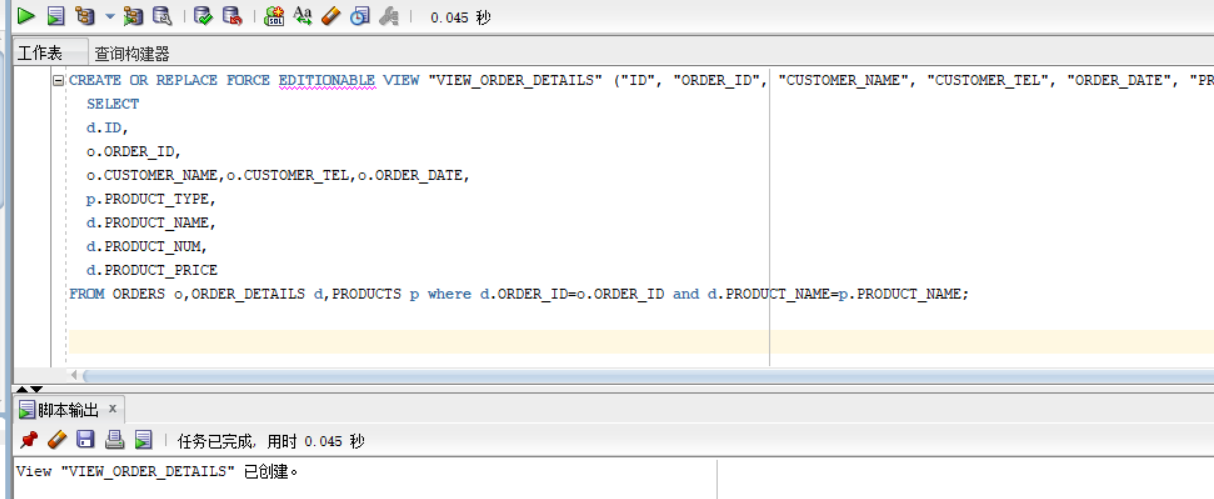 0.045 秒
工作表 查询构建器
CREATE OR REPLACE FORCE EDITIONABLE VIEW "VIEW_ORDER_DETAILS" ("ID", "ORDER_ID", "CUSTOMER_NAME", "CUSTOMER_TEL", "ORDER_DATE", "PR
SELECT
d.ID,
o.ORDER_ID,
o.CUSTOMER_NAME,o.CUSTOMER_TEL,o.ORDER_DATE,
p.PRODUCT_TYPE,
d.PRODUCT_NAME,
d.PRODUCT_NUM,
d.PRODUCT_PRICE
FROM ORDERS o,ORDER_DETAILS d,PRODUCTS p where d.ORDER_ID=o.ORDER_ID and d.PRODUCT_NAME=p.PRODUCT_NAME;
脚本输出 x
任务已完成, 用时 0.045 秒
View "VIEW_ORDER_DETAILS" 已创建。